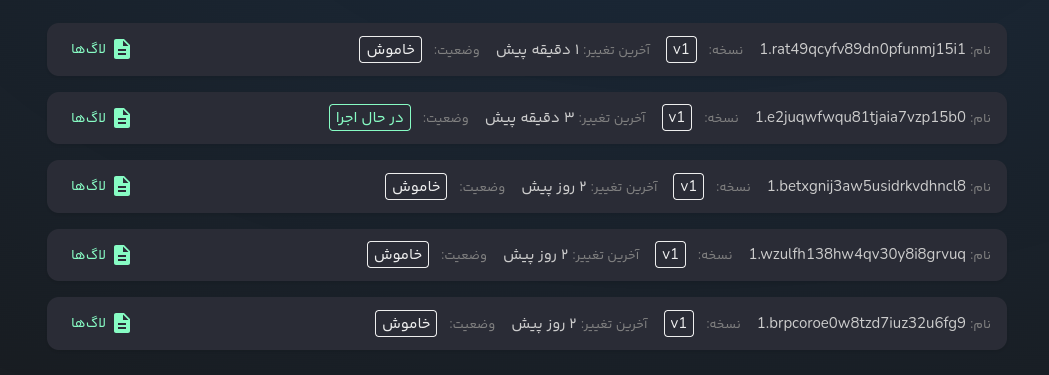 نام: 1.rat49qcyfv89dn0pfunmj15i1 نسخه: v1 آخرین تغییر: ۱ دقیقه پیش وضعیت: خاموش لاگ‌ها
نام: 1.e2juqwfwqu81tjaia7vzp15b0 نسخه: v1 آخرین تغییر: ۳ دقیقه پیش وضعیت: در حال اجرا لاگ‌ها
نام: 1.betxgnij3aw5usidrkvdhncl8 نسخه: v1 آخرین تغییر: ۲ روز پیش وضعیت: خاموش لاگ‌ها
نام: 1.wzulfh138hw4qv30y8i8grvuq نسخه: v1 آخرین تغییر: ۲ روز پیش وضعیت: خاموش لاگ‌ها
نام: 1.brpcoroe0w8tzd7iuz32u6fg9 نسخه: v1 آخرین تغییر: ۲ روز پیش وضعیت: خاموش لاگ‌ها